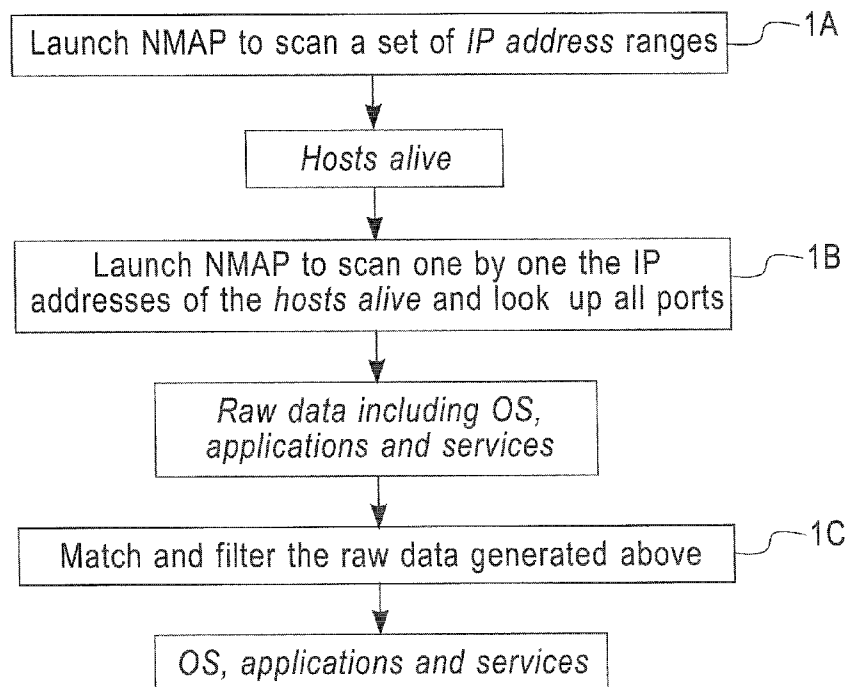 Launch NMAP to scan a set of IP address ranges
1A
Hosts alive
Launch NMAP to scan one by one the IP
addresses of the hosts alive and look up all ports
1B
Raw data including OS,
applications and services
Match and filter the raw data generated above
1C
OS, applications and services